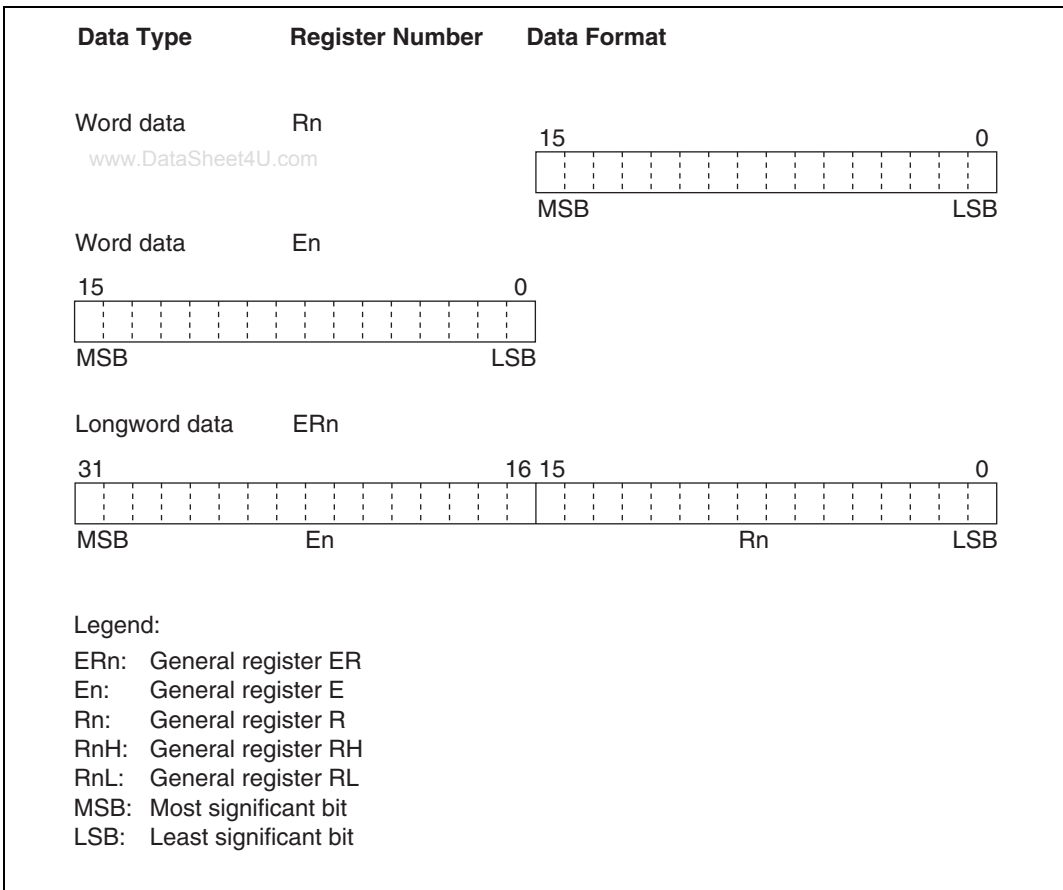 Data Type Register Number Data Format
Word data Rn
www.DataSheet4U.com
15 0
MSB LSB
Word data En
15 0
MSB LSB
Longword data ERn
31 16 15 0
MSB En Rn LSB
Legend:
ERn: General register ER
En: General register E
Rn: General register R
RnH: General register RH
RnL: General register RL
MSB: Most significant bit
LSB: Least significant bit